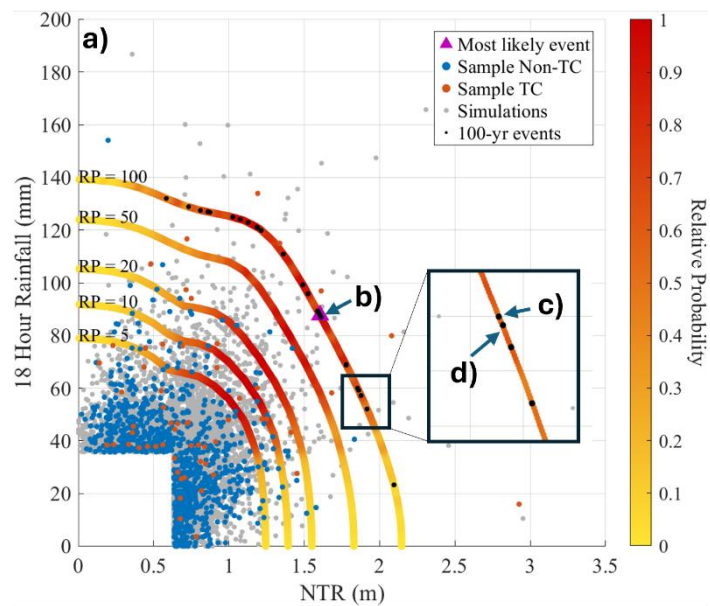 a)
200
180
160
140
120
100
80
60
40
20
0
18 Hour Rainfall (mm)
RP = 100
RP = 50
RP = 20
RP = 10
RP = 5
Most likely event
Sample Non-TC
Sample TC
Simulations
100-yr events
b)
c)
d)
0 0.5 1 1.5 2 2.5 3 3.5
NTR (m)
1
0.9
0.8
0.7
0.6
0.5
0.4
0.3
0.2
0.1
0
Relative Probability